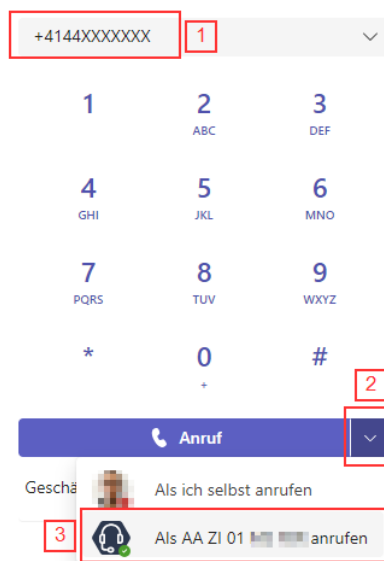 +4144XXXXXXX
1
1 2 3
ABC DEF
4 5 6
GHI JKL MNO
7 8 9
PQRS TUV WXYZ
* 0 #
+
2
Anruf
Geschä
Als ich selbst anrufen
3
Als AA ZI 01 anrufen